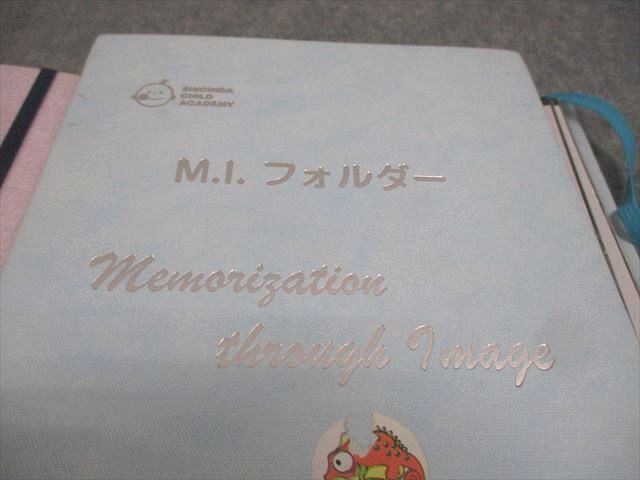 SHICHIDA
CHILD
ACADEMY
M.I. フォルダー
Memorization
through Image